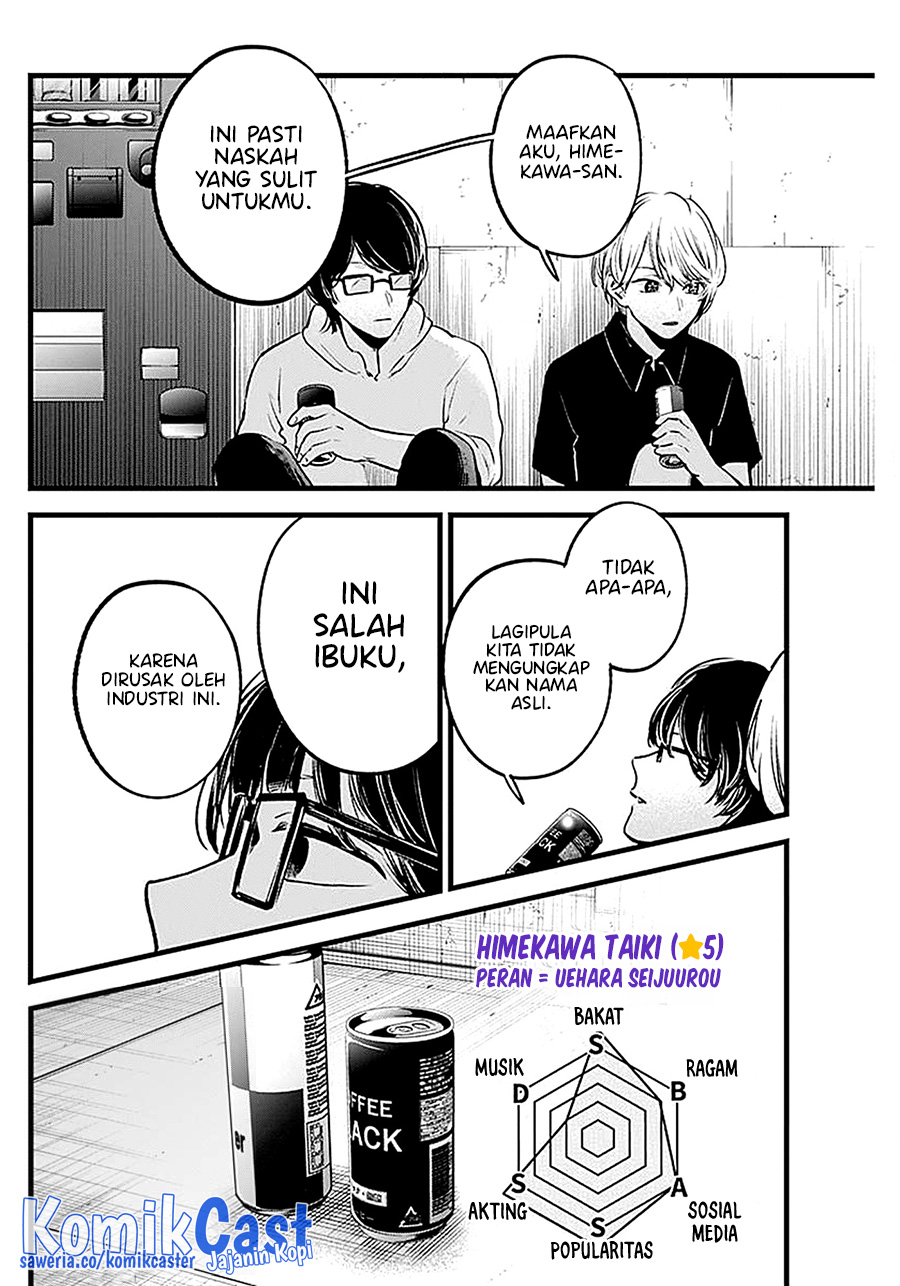 MAAFKAN
AKU, HIME-
KAWA-SAN.
INI PASTI
NASKAH
YANG SULIT
UNTUKMU.
TIDAK
APA-APA,
LAGIPULA
KITA TIDAK
MENGUNGKAP
KAN NAMA
ASLI.
INI
SALAH
IBUKU,
KARENA
DIRUSAK OLEH
INDUSTRI INI.
HIMEKAWA TAIKI (⭐5)
PERAN = UEHARA SEIJUUROU
BAKAT
S
MUSIK
D
RAGAM
B
AKTING
S
SOSIAL
MEDIA
A
POPULARITAS
S
ACK
er
FFEE
ACK
KomikCast
Jajanin Kopi
saweria.co/komikcaster